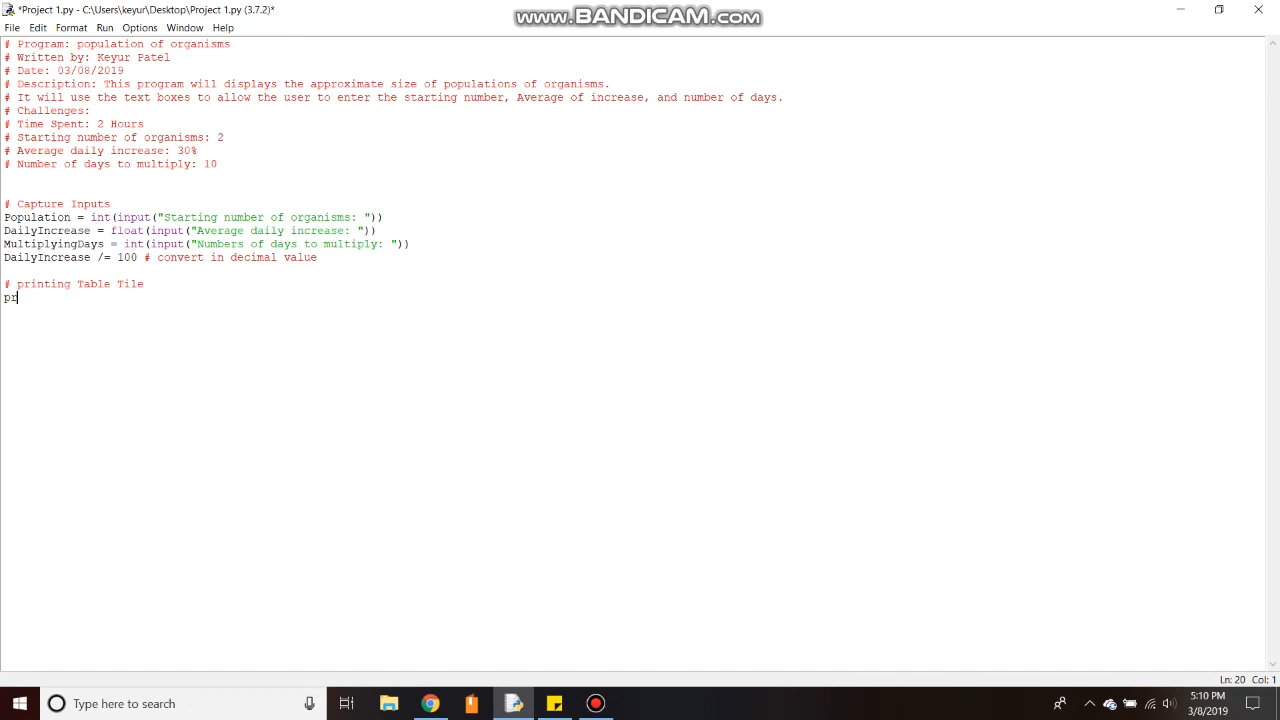 *Project 1.py - C:\Users\keyur\Desktop\Project 1.py (3.7.2)*
www.BANDICAM.com
File Edit Format Run Options Window Help
# Program: population of organisms
# Written by: Keyur Patel
# Date: 03/08/2019
# Description: This program will displays the approximate size of populations of organisms.
# It will use the text boxes to allow the user to enter the starting number, Average of increase, and number of days.
# Challenges:
# Time Spent: 2 Hours
# Starting number of organisms: 2
# Average daily increase: 30%
# Number of days to multiply: 10
# Capture Inputs
Population = int(input("Starting number of organisms: "))
DailyIncrease = float(input("Average daily increase: "))
MultiplyingDays = int(input("Numbers of days to multiply: "))
DailyIncrease /= 100 # convert in decimal value
# printing Table Tile
pr
Ln: 20 Col: 1
Type here to search
5:10 PM
3/8/2019